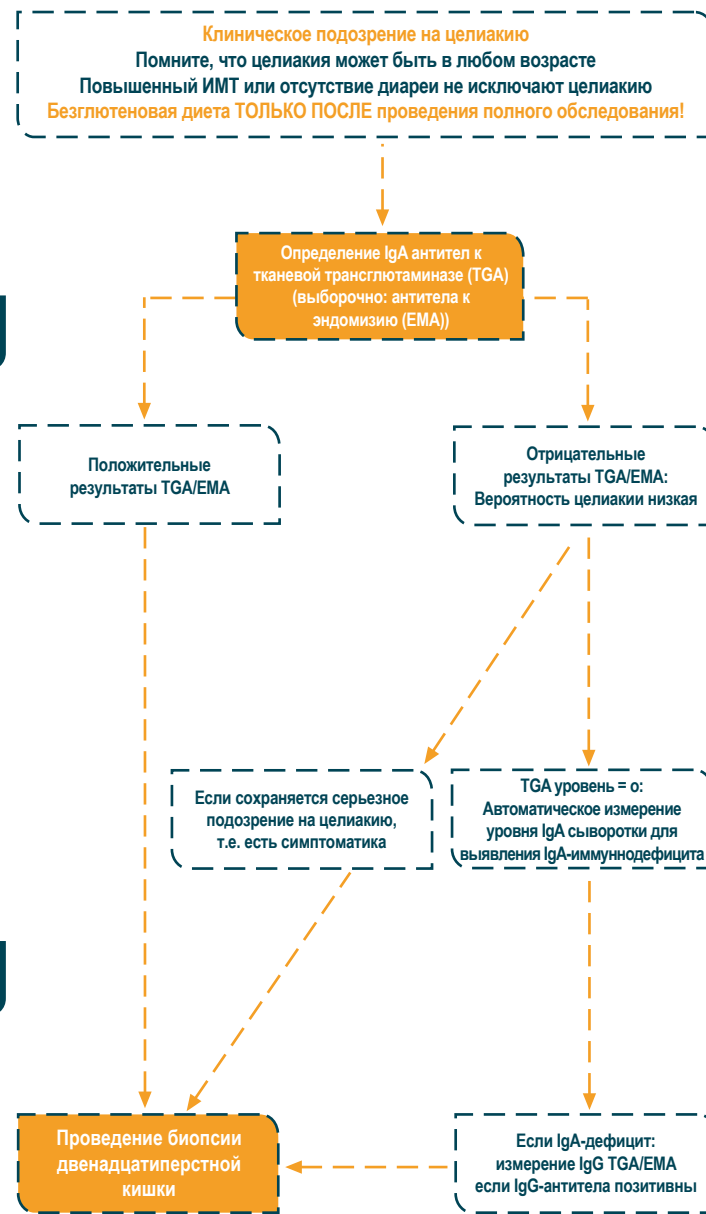 Клиническое подозрение на целиакию
Помните, что целиакия может быть в любом возрасте
Повышенный ИМТ или отсутствие диареи не исключают целиакию
Безглютеновая диета ТОЛЬКО ПОСЛЕ проведения полного обследования!
Определение IgA антител к
тканевой трансглютаминазе (TGA)
(выборочно: антитела к
эндомизию (EMA))
Положительные
результаты TGA/EMA
Отрицательные
результаты TGA/EMA:
Вероятность целиакии низкая
Если сохраняется серьезное
подозрение на целиакию,
т.е. есть симптоматика
TGA уровень = о:
Автоматическое измерение
уровня IgA сыворотки для
выявления IgA-иммуннодефицита
Проведение биопсии
двенадцатиперстной
кишки
Если IgA-дефицит:
измерение IgG TGA/EMA
если IgG-антитела позитивны